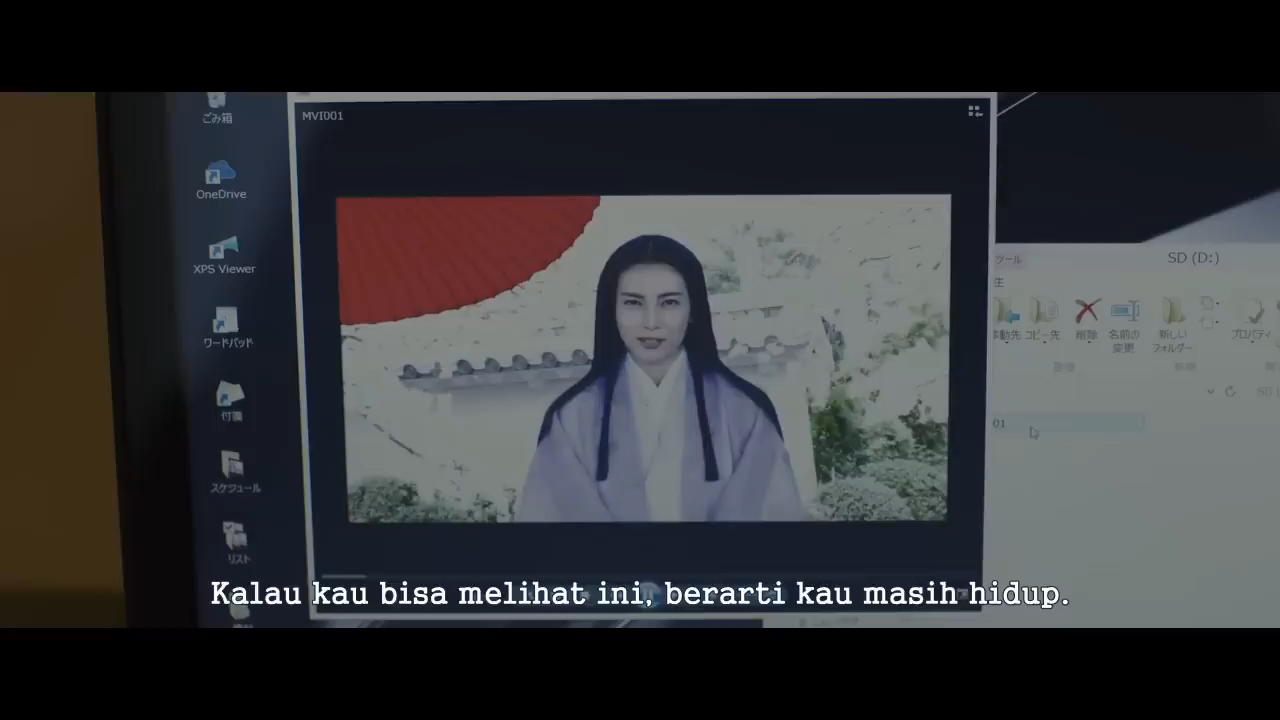 ごみ箱
MVI001
OneDrive
XPS Viewer
ワードパッド
付箋
スケジュール
リスト
ツール
SD (D:)
生
移動先 コピー先 削除 名前の変更 新しいフォルダー プロパティ
01
Kalau kau bisa melihat ini, berarti kau masih hidup.